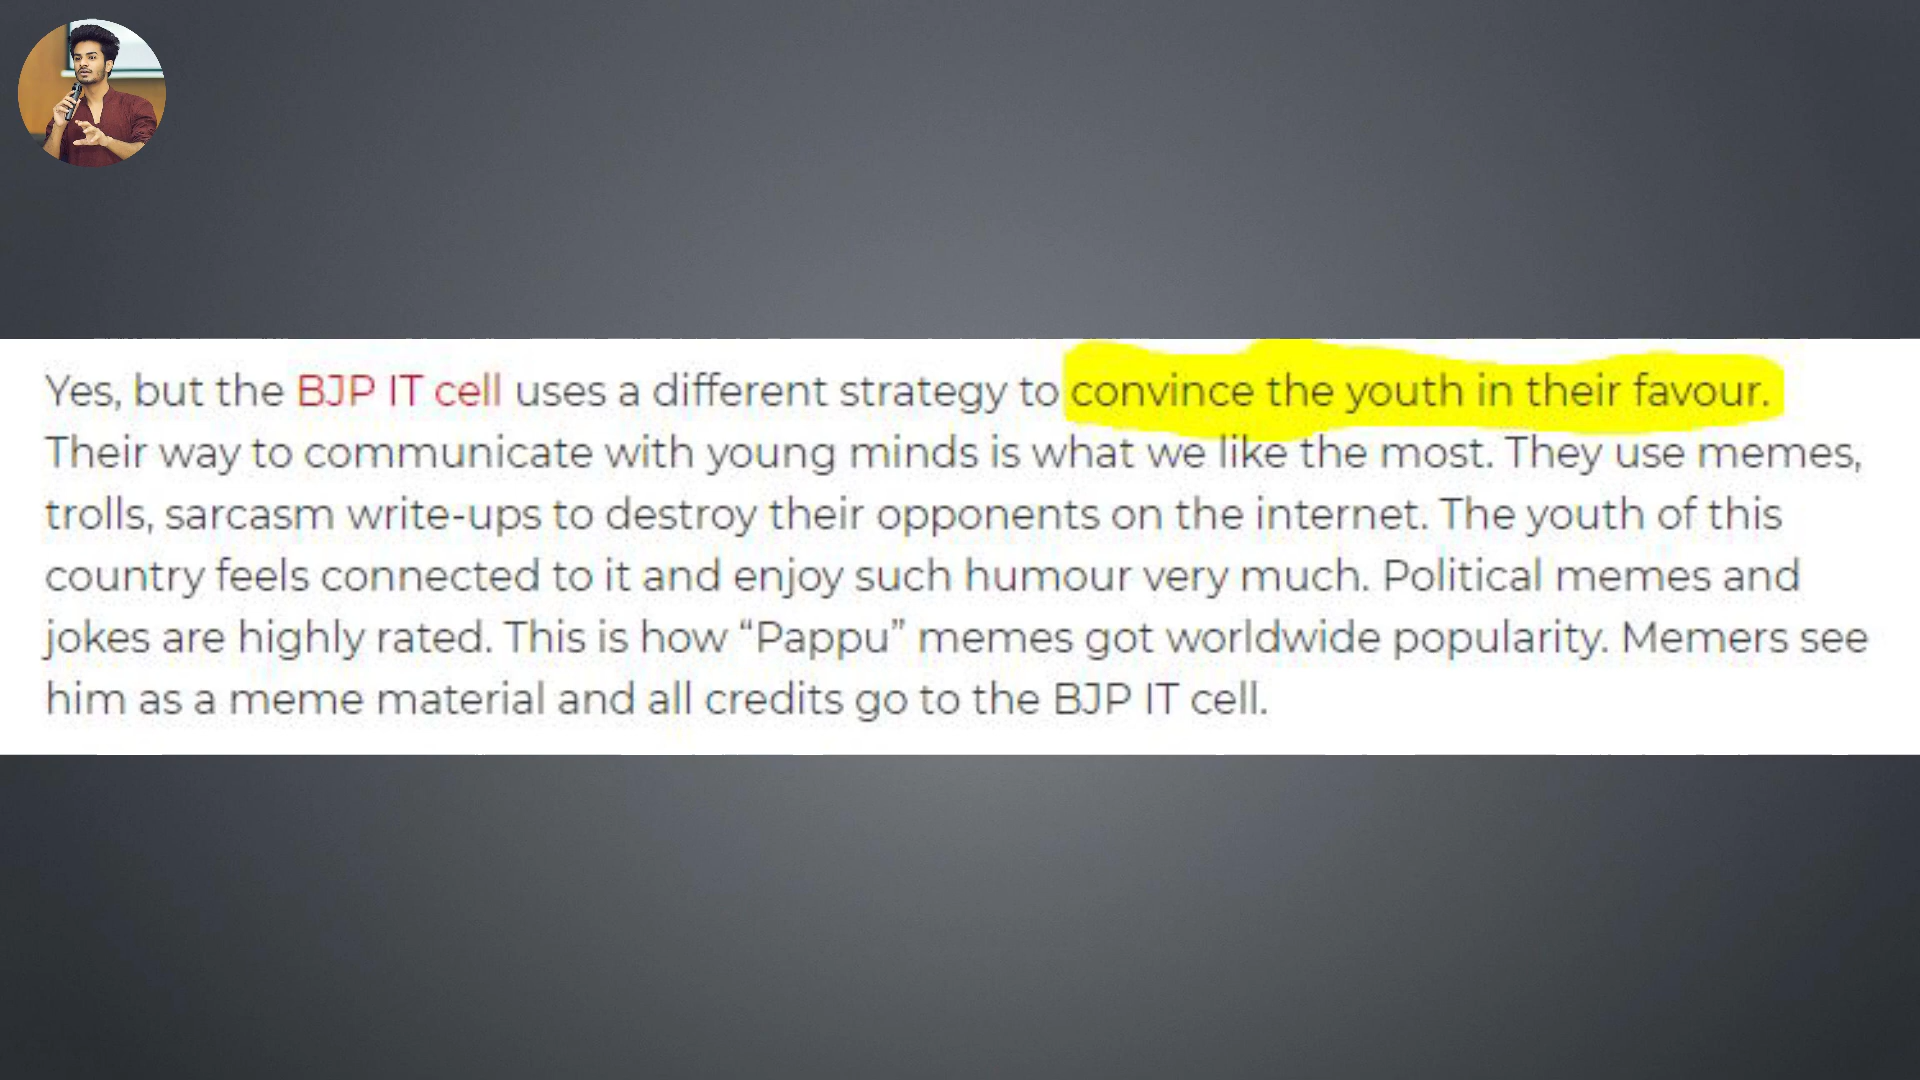 Yes, but the BJP IT cell uses a different strategy to convince the youth in their favour.
Their way to communicate with young minds is what we like the most. They use memes,
trolls, sarcasm write-ups to destroy their opponents on the internet. The youth of this
country feels connected to it and enjoy such humour very much. Political memes and
jokes are highly rated. This is how “Pappu” memes got worldwide popularity. Memers see
him as a meme material and all credits go to the BJP IT cell.